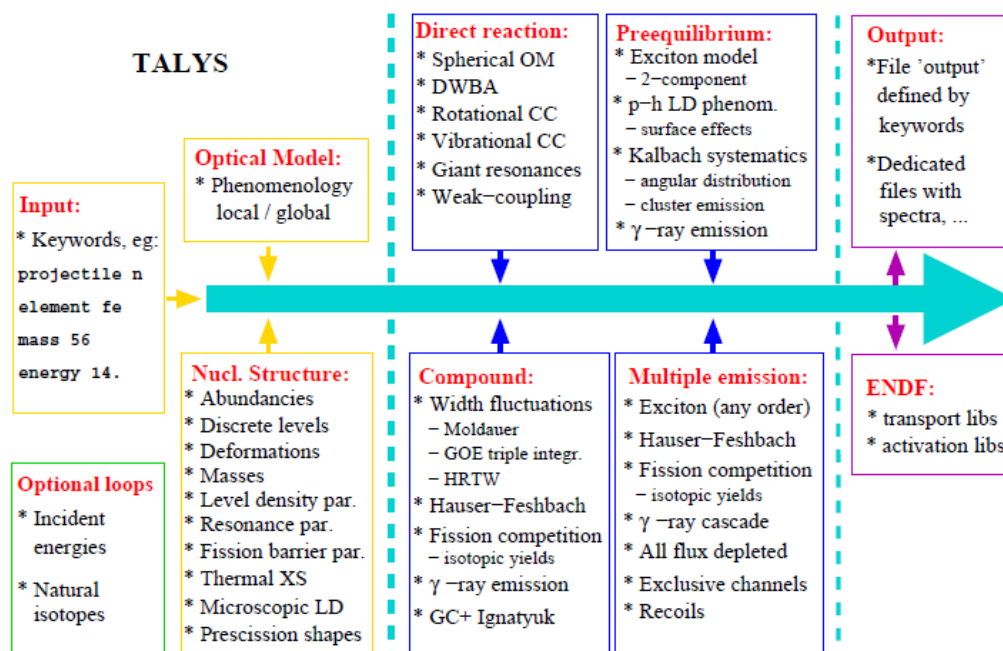 TALYS
Input:
* Keywords, eg:
projectile n
element fe
mass 56
energy 14.
Optional loops
* Incident
energies
* Natural
isotopes
Optical Model:
* Phenomenology
local / global
Nucl. Structure:
* Abundancies
* Discrete levels
* Deformations
* Masses
* Level density par.
* Resonance par.
* Fission barrier par.
* Thermal XS
* Microscopic LD
* Prescission shapes
Direct reaction:
* Spherical OM
* DWBA
* Rotational CC
* Vibrational CC
* Giant resonances
* Weak−coupling
Compound:
* Width fluctuations
− Moldauer
− GOE triple integr.
− HRTW
* Hauser−Feshbach
* Fission competition
− isotopic yields
* γ −ray emission
* GC+ Ignatyuk
Preequilibrium:
* Exciton model
− 2−component
* p−h LD phenom.
− surface effects
* Kalbach systematics
− angular distribution
− cluster emission
* γ −ray emission
Multiple emission:
* Exciton (any order)
* Hauser−Feshbach
* Fission competition
− isotopic yields
* γ −ray cascade
* All flux depleted
* Exclusive channels
* Recoils
Output:
*File 'output'
defined by
keywords
*Dedicated
files with
spectra, ...
ENDF:
* transport libs
* activation libs